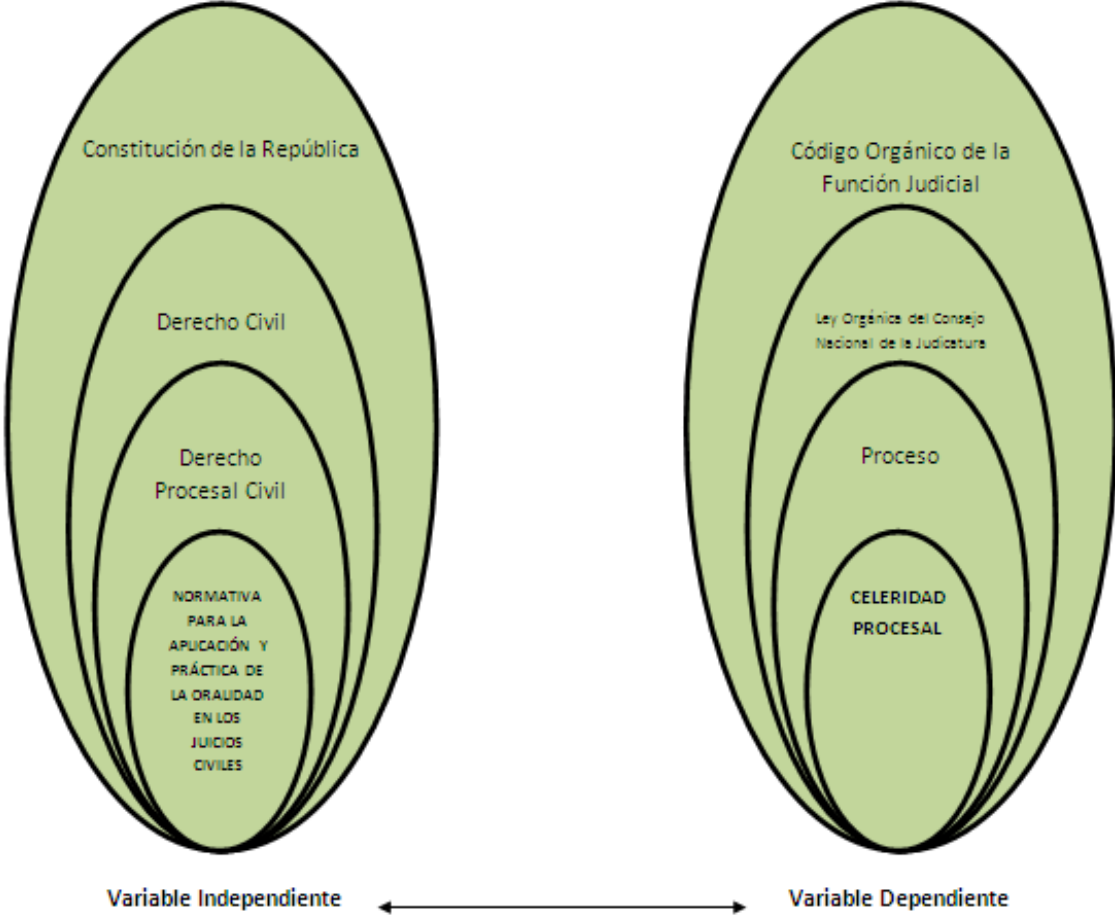 Constitución de la República
Derecho Civil
Derecho
Procesal Civil
NORMATIVA
PARA LA
APLICACIÓN Y
PRÁCTICA DE
LA ORALIDAD
EN LOS
JUICIOS
CIVILES
Variable Independiente
Código Orgánico de la
Función Judicial
Ley Orgánica del Consejo
Nacional de la Judicatura
Proceso
CELERIDAD
PROCESAL
Variable Dependiente